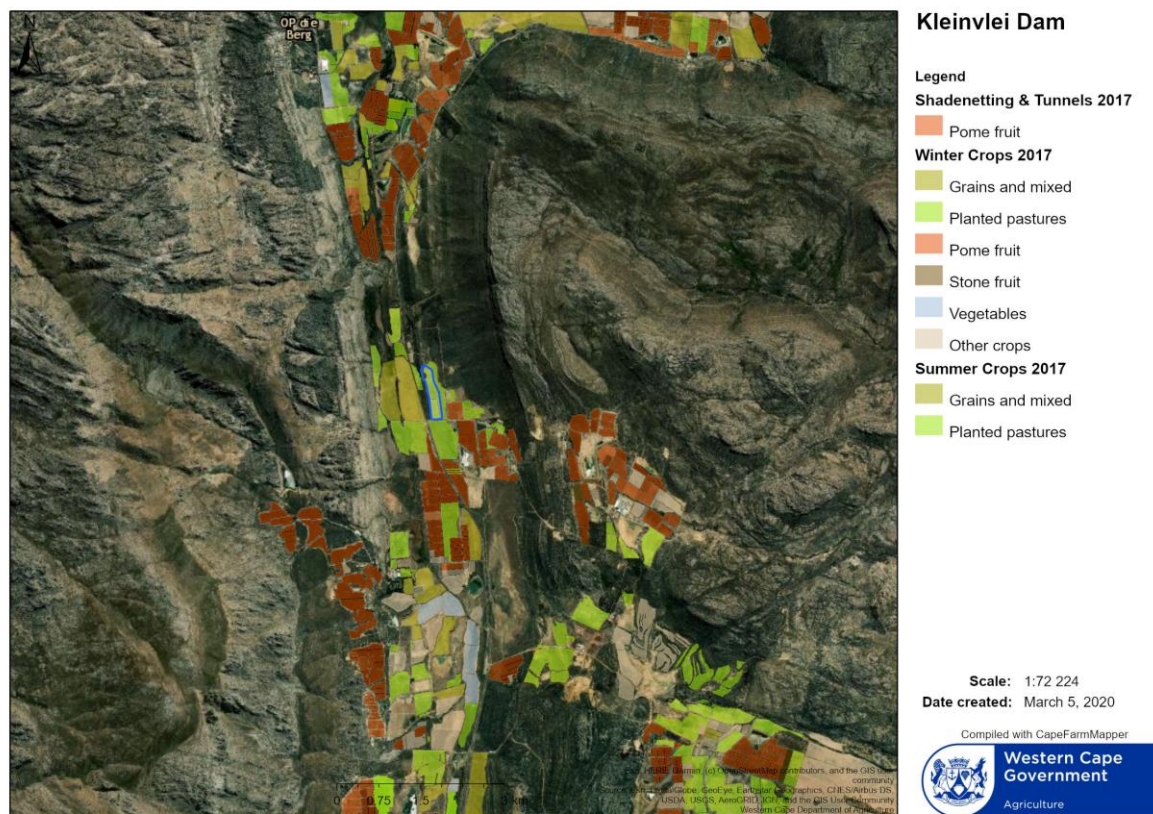 OP die
Berg
N
0 0.75 1.5 3 km
community
Western Cape Department of Agriculture
Kleinvlei Dam
Legend
Shadenetting & Tunnels 2017
Pome fruit
Winter Crops 2017
Grains and mixed
Planted pastures
Pome fruit
Stone fruit
Vegetables
Other crops
Summer Crops 2017
Grains and mixed
Planted pastures
Scale: 1:72 224
Date created: March 5, 2020
Compiled with CapeFarmMapper
Western Cape
Government
Agriculture